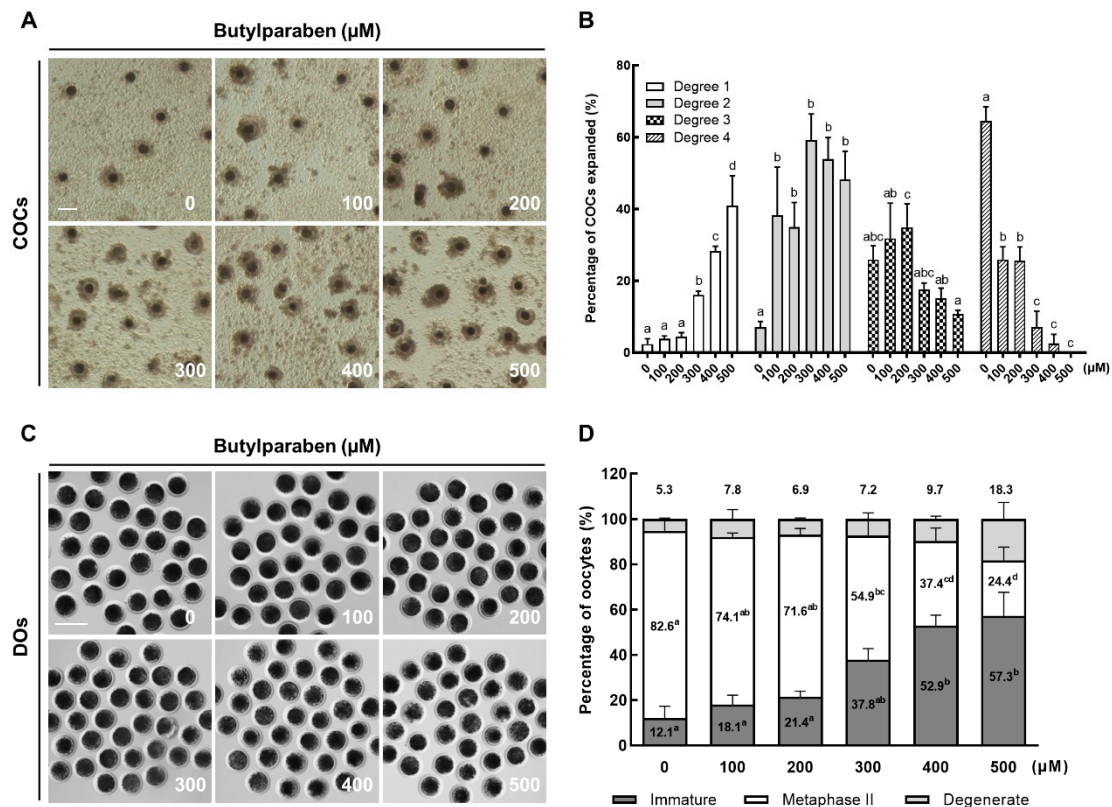 A
Butylparaben (µM)
COCs
0
100
200
300
400
500
B
Percentage of COCs expanded (%)
80
60
40
20
0
Degree 1
Degree 2
Degree 3
Degree 4
a a a b c d
a b b b b b
abc ab c abc ab a
a b b c c c
0 100 200 300 400 500
0 100 200 300 400 500
0 100 200 300 400 500
0 100 200 300 400 500
(µM)
C
Butylparaben (µM)
DOs
0
100
200
300
400
500
D
Percentage of oocytes (%)
120
100
80
60
40
20
0
5.3 7.8 6.9 7.2 9.7 18.3
82.6a 74.1ab 71.6ab 54.9bc 37.4cd 24.4d
12.1a 18.1a 21.4a 37.8ab 52.9b 57.3b
0 100 200 300 400 500 (µM)
Immature Metaphase II Degenerate